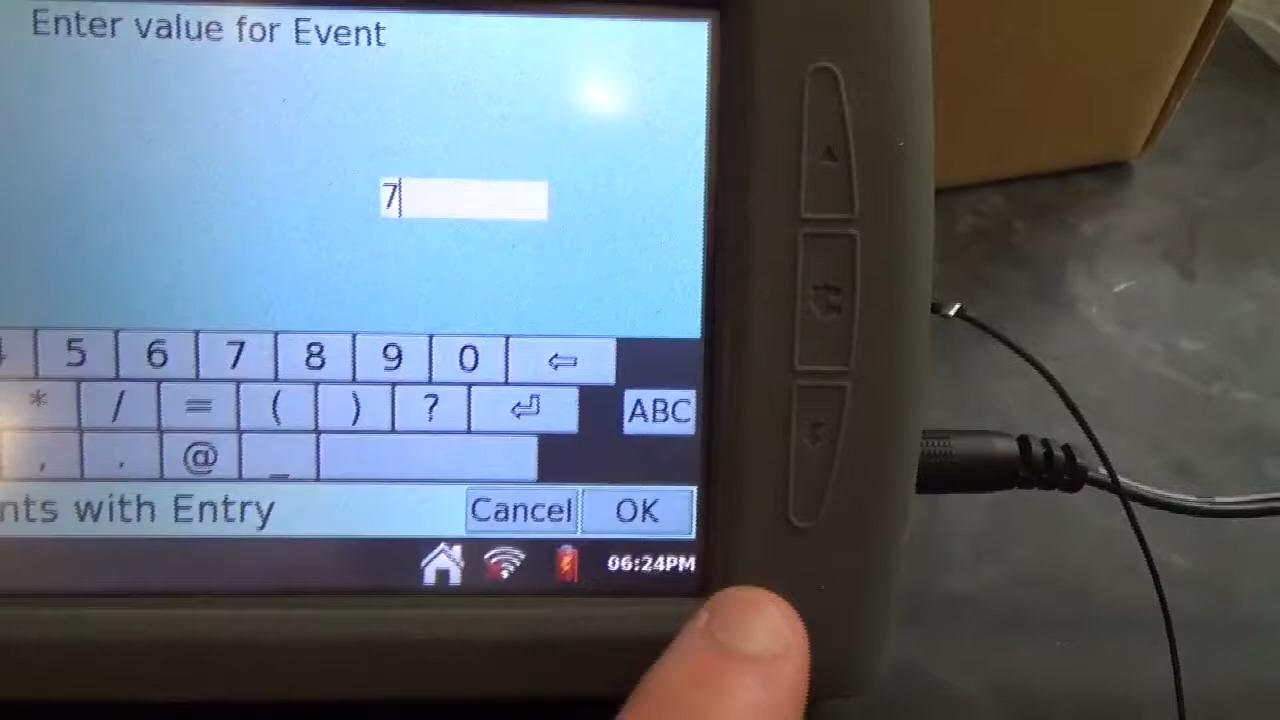 Enter value for Event
7
5 6 7 8 9 0 ⇦
* / = ( ) ? ⏎ ABC
, . @ _
nts with Entry Cancel OK
06:24PM